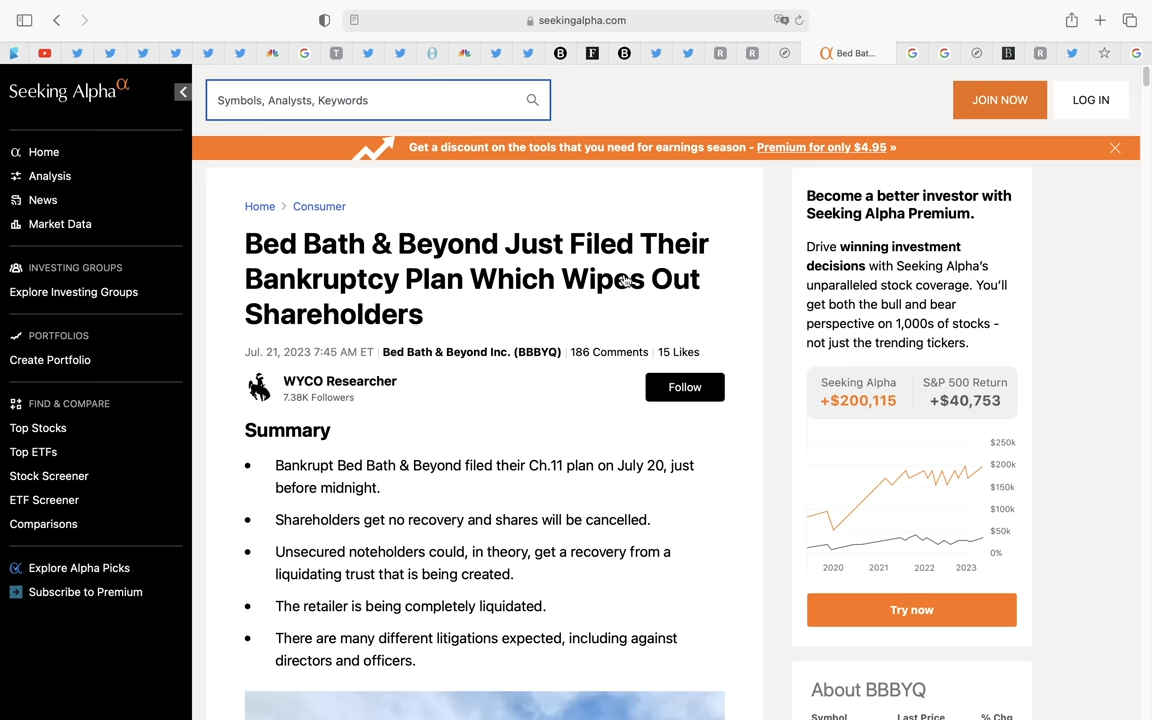 seekingalpha.com
Bed Bat...
Seeking Alpha
Symbols, Analysts, Keywords
JOIN NOW
LOG IN
Get a discount on the tools that you need for earnings season - Premium for only $4.95 »
Home
Analysis
News
Market Data
INVESTING GROUPS
Explore Investing Groups
PORTFOLIOS
Create Portfolio
FIND & COMPARE
Top Stocks
Top ETFs
Stock Screener
ETF Screener
Comparisons
Explore Alpha Picks
Subscribe to Premium
Home > Consumer
Bed Bath & Beyond Just Filed Their
Bankruptcy Plan Which Wipes Out
Shareholders
Jul. 21, 2023 7:45 AM ET | Bed Bath & Beyond Inc. (BBBYQ) | 186 Comments | 15 Likes
WYCO Researcher
7.38K Followers
Follow
Summary
• Bankrupt Bed Bath & Beyond filed their Ch.11 plan on July 20, just
before midnight.
• Shareholders get no recovery and shares will be cancelled.
• Unsecured noteholders could, in theory, get a recovery from a
liquidating trust that is being created.
• The retailer is being completely liquidated.
• There are many different litigations expected, including against
directors and officers.
Become a better investor with
Seeking Alpha Premium.
Drive winning investment
decisions with Seeking Alpha's
unparalleled stock coverage. You'll
get both the bull and bear
perspective on 1,000s of stocks -
not just the trending tickers.
Seeking Alpha
+$200,115
S&P 500 Return
+$40,753
$250k
$200k
$150k
$100k
$50k
0%
2020 2021 2022 2023
Try now
About BBBYQ
Symbol Last Price % Chg